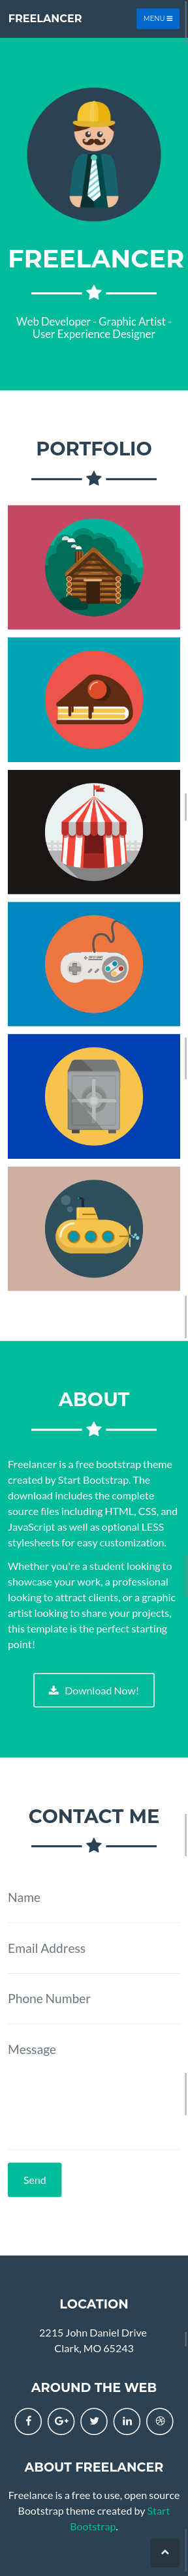 FREELANCER
MENU
FREELANCER
Web Developer - Graphic Artist -
User Experience Designer
PORTFOLIO
ABOUT
Freelancer is a free bootstrap theme
created by Start Bootstrap. The
download includes the complete
source files including HTML, CSS, and
JavaScript as well as optional LESS
stylesheets for easy customization.
Whether you're a student looking to
showcase your work, a professional
looking to attract clients, or a graphic
artist looking to share your projects,
this template is the perfect starting
point!
Download Now!
CONTACT ME
Name
Email Address
Phone Number
Message
Send
LOCATION
2215 John Daniel Drive
Clark, MO 65243
AROUND THE WEB
ABOUT FREELANCER
Freelance is a free to use, open source
Bootstrap theme created by Start
Bootstrap.